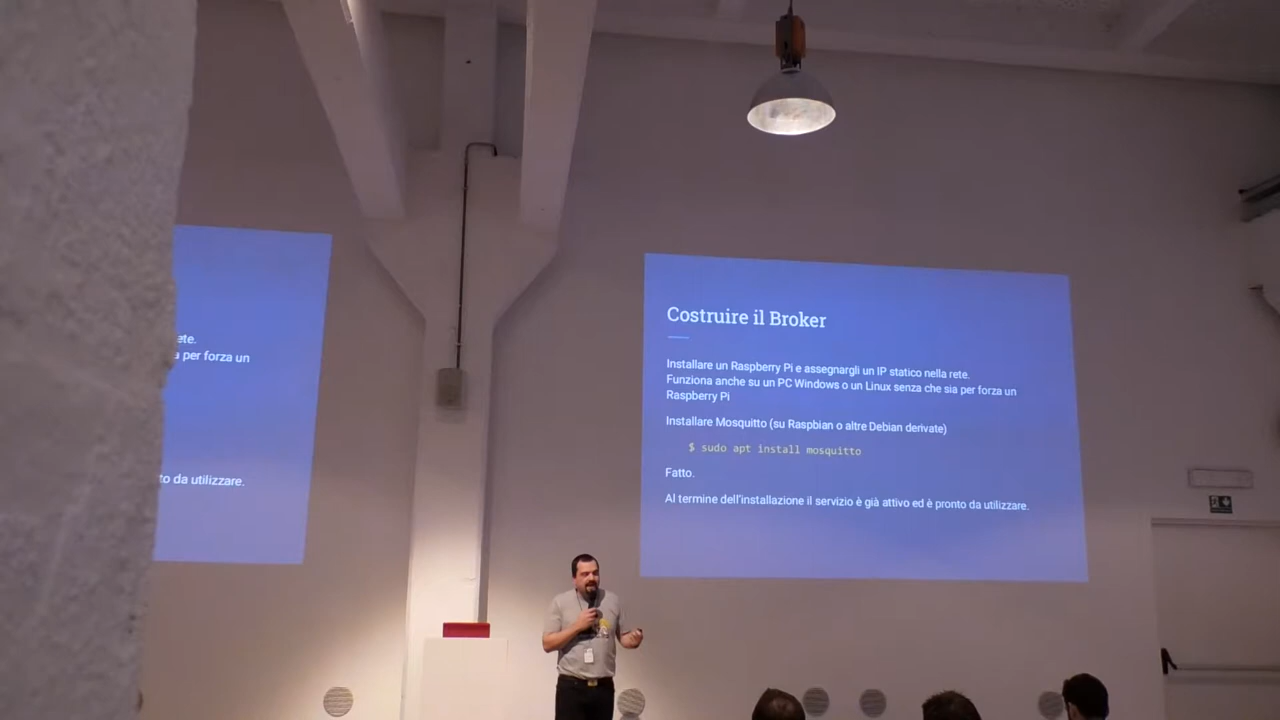 ete.
a per forza un
to da utilizzare.
Costruire il Broker
Installare un Raspberry Pi e assegnargli un IP statico nella rete.
Funziona anche su un PC Windows o un Linux senza che sia per forza un
Raspberry Pi
Installare Mosquitto (su Raspbian o altre Debian derivate)
$ sudo apt install mosquitto
Fatto.
Al termine dell'installazione il servizio è già attivo ed è pronto da utilizzare.